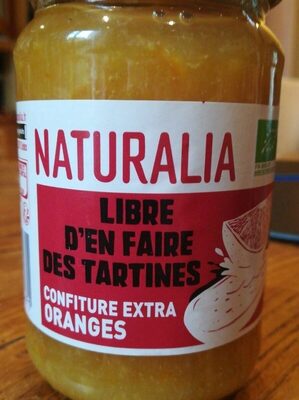 NATURALIA
LIBRE
D'EN FAIRE
DES TARTINES
CONFITURE EXTRA
ORANGES